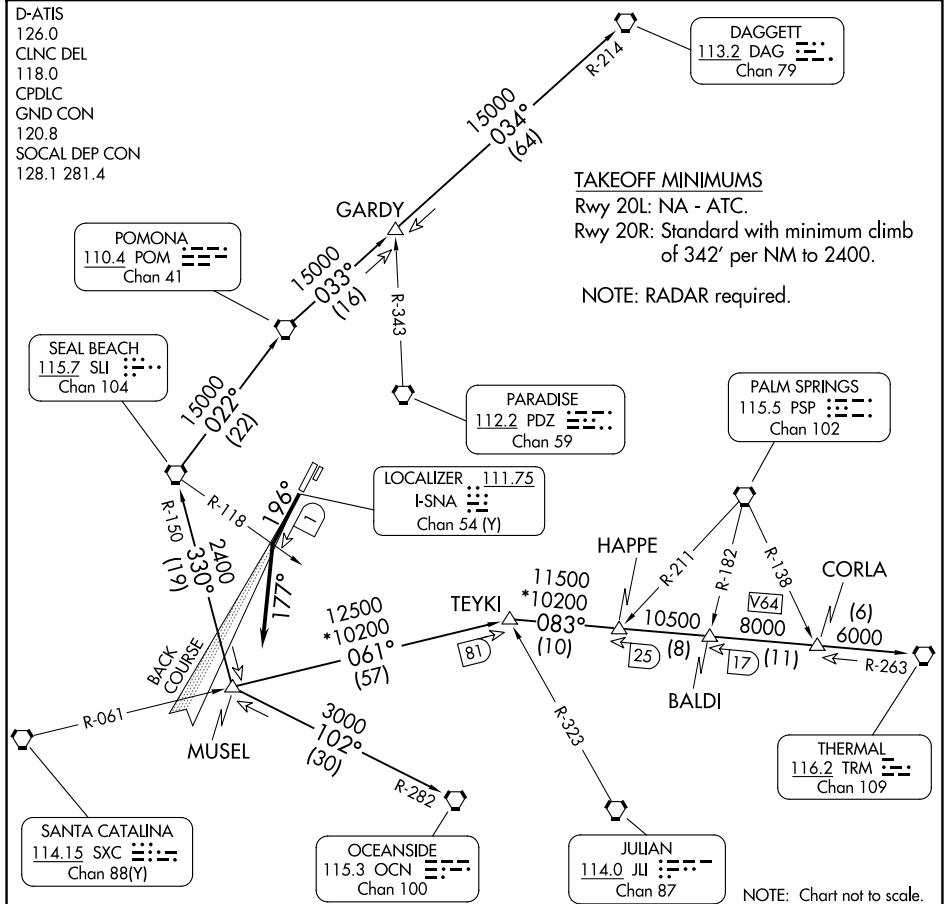 D-ATIS
126.0
CLNC DEL
118.0
CPDLC
GND CON
120.8
SOCAL DEP CON
128.1 281.4
DAGGETT
113.2 DAG
Chan 79
R-214
15000
034°
(64)
TAKEOFF MINIMUMS
Rwy 20L: NA - ATC.
Rwy 20R: Standard with minimum climb
of 342' per NM to 2400.
NOTE: RADAR required.
GARDY
POMONA
110.4 POM
Chan 41
15000
033°
(16)
R-343
SEAL BEACH
115.7 SLI
Chan 104
15000
022°
(22)
PARADISE
112.2 PDZ
Chan 59
PALM SPRINGS
115.5 PSP
Chan 102
LOCALIZER 111.75
I-SNA
Chan 54 (Y)
R-118
196°
1
R-150
2400
330°
(19)
177°
BACK
COURSE
HAPPE
R-211
R-182
R-138
CORLA
TEYKI
11500
*10200
083°
(10)
10500
(8)
V64
8000
(11)
(6)
6000
R-263
12500
*10200
061°
(57)
81
25
17
BALDI
R-061
MUSEL
3000
102°
(30)
R-282
R-323
THERMAL
116.2 TRM
Chan 109
SANTA CATALINA
114.15 SXC
Chan 88(Y)
OCEANSIDE
115.3 OCN
Chan 100
JULIAN
114.0 JLI
Chan 87
NOTE: Chart not to scale.